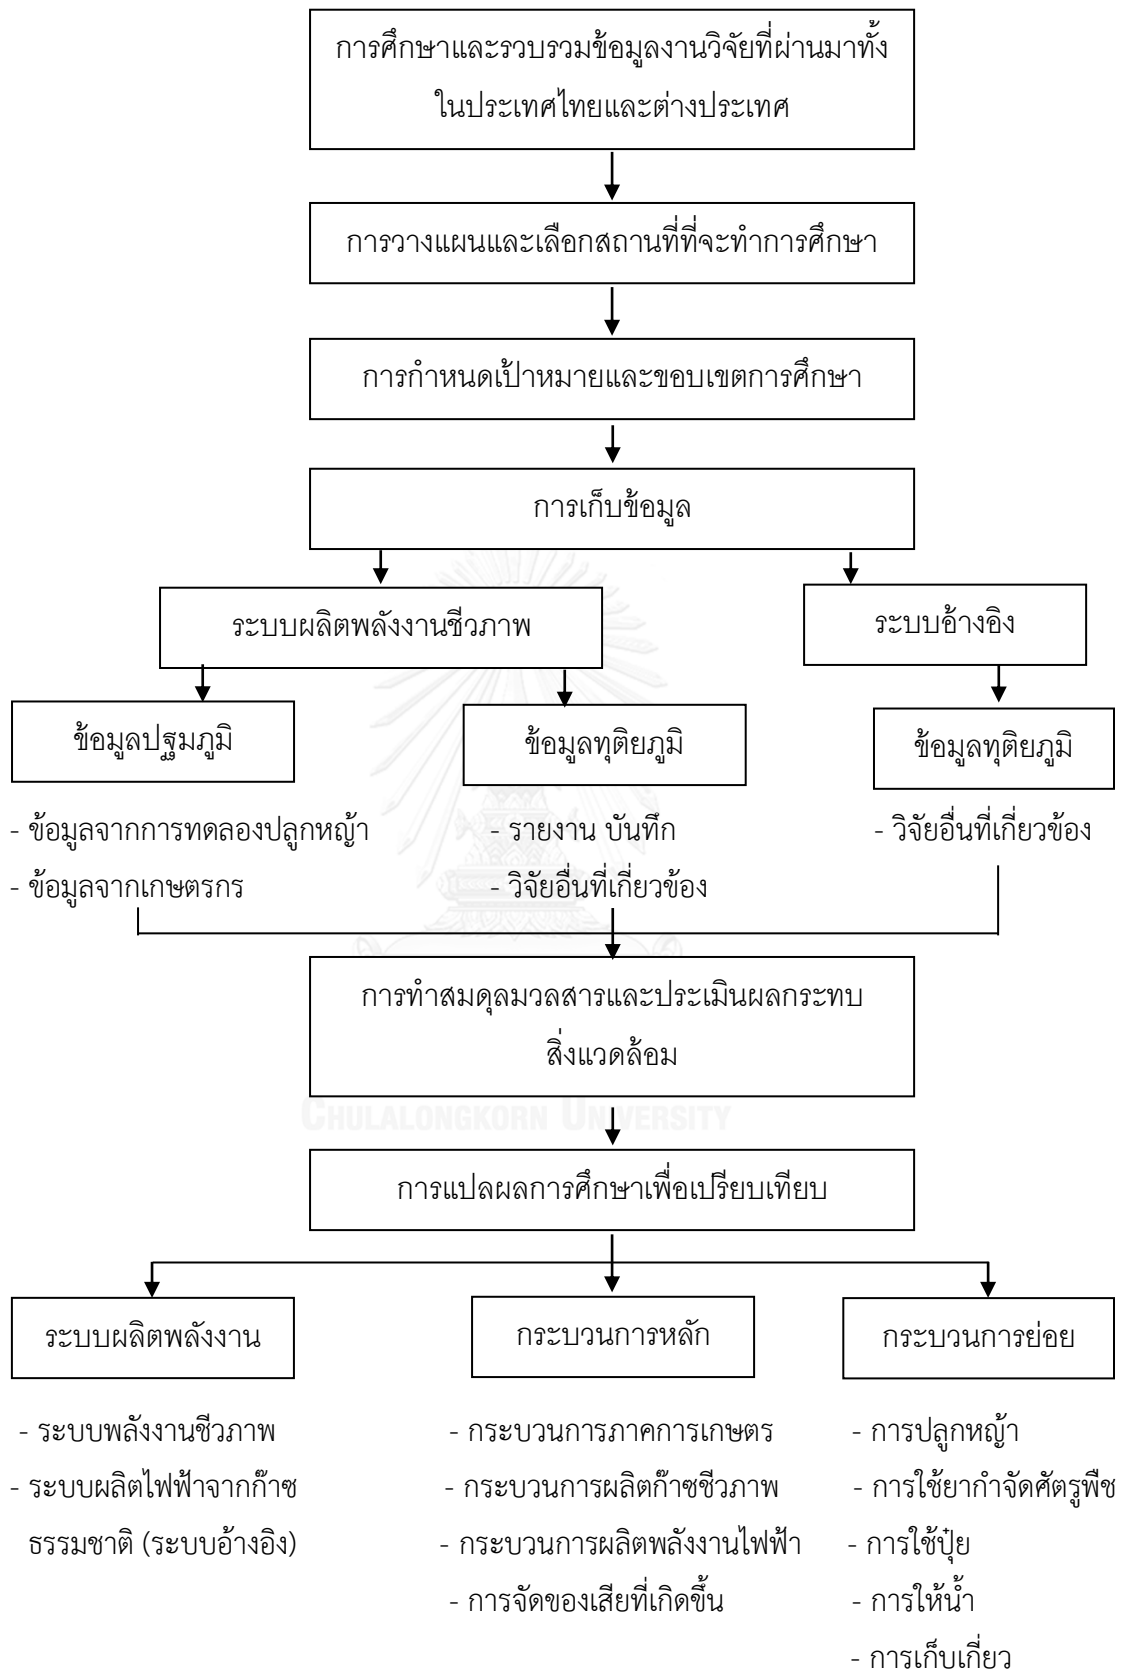 การศึกษาและรวบรวมข้อมูลงานวิจัยที่ผ่านมาทั้ง
ในประเทศไทยและต่างประเทศ
การวางแผนและเลือกสถานที่ที่จะทำการศึกษา
การกำหนดเป้าหมายและขอบเขตการศึกษา
การเก็บข้อมูล
ระบบผลิตพลังงานชีวภาพ
ระบบอ้างอิง
ข้อมูลปฐมภูมิ
ข้อมูลทุติยภูมิ
ข้อมูลทุติยภูมิ
- ข้อมูลจากการทดลองปลูกหญ้า
- ข้อมูลจากเกษตรกร
- รายงาน บันทึก
- วิจัยอื่นที่เกี่ยวข้อง
- วิจัยอื่นที่เกี่ยวข้อง
การทำสมดุลมวลสารและประเมินผลกระทบ
สิ่งแวดล้อม
CHULALONGKORN UNIVERSITY
การแปลผลการศึกษาเพื่อเปรียบเทียบ
ระบบผลิตพลังงาน
กระบวนการหลัก
กระบวนการย่อย
- ระบบพลังงานชีวภาพ
- ระบบผลิตไฟฟ้าจากก๊าซ
ธรรมชาติ (ระบบอ้างอิง)
- กระบวนการภาคการเกษตร
- กระบวนการผลิตก๊าซชีวภาพ
- กระบวนการผลิตพลังงานไฟฟ้า
- การจัดของเสียที่เกิดขึ้น
- การปลูกหญ้า
- การใช้ยากำจัดศัตรูพืช
- การใช้ปุ๋ย
- การให้น้ำ
- การเก็บเกี่ยว